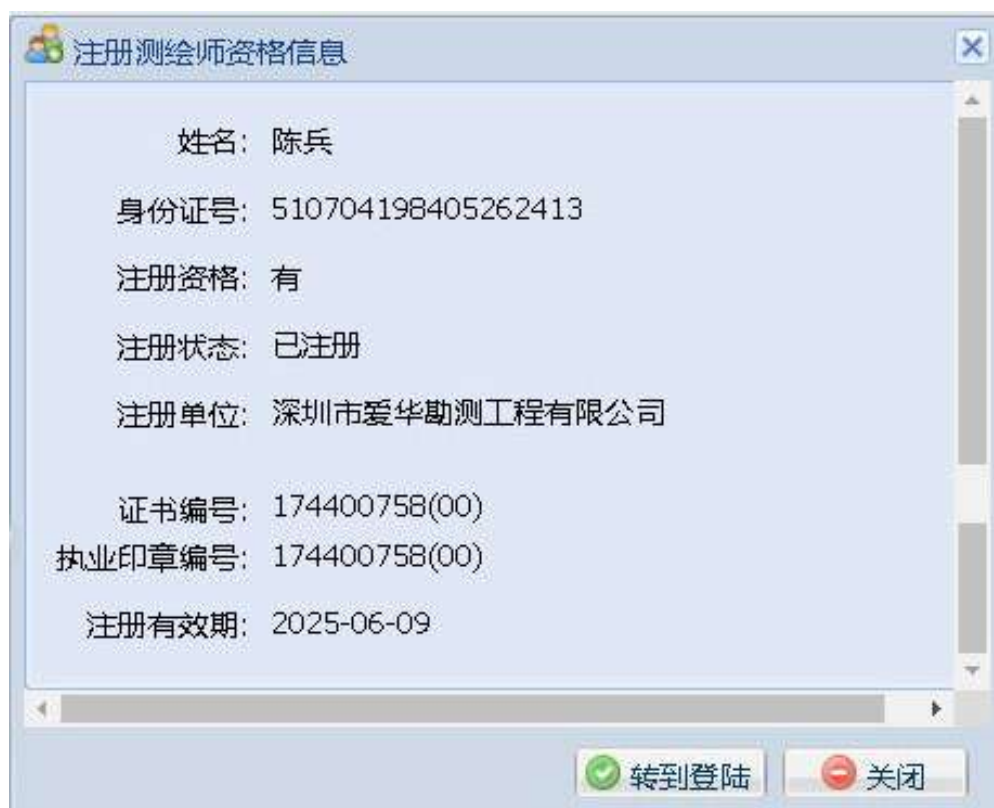 注册测绘师资格信息
姓名: 陈兵
身份证号: 510704198405262413
注册资格: 有
注册状态: 已注册
注册单位: 深圳市爱华勘测工程有限公司
证书编号: 174400758(00)
执业印章编号: 174400758(00)
注册有效期: 2025-06-09
转到登陆 关闭